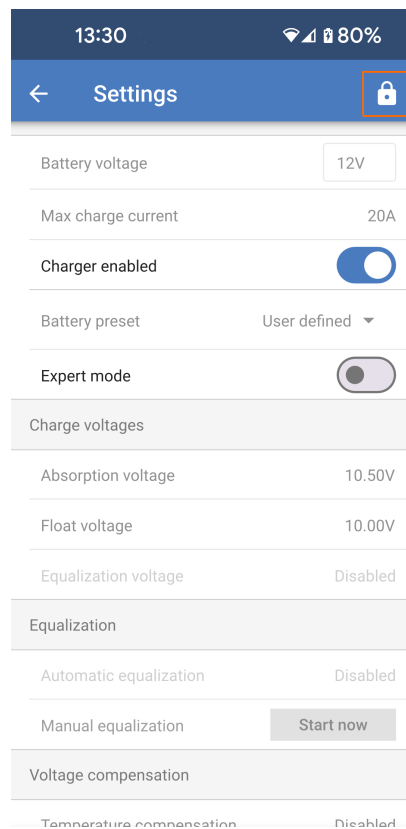 13:30 80%
Settings
Battery voltage 12V
Max charge current 20A
Charger enabled
Battery preset User defined
Expert mode
Charge voltages
Absorption voltage 10.50V
Float voltage 10.00V
Equalization voltage Disabled
Equalization
Automatic equalization Disabled
Manual equalization Start now
Voltage compensation
Temperature compensation Disabled